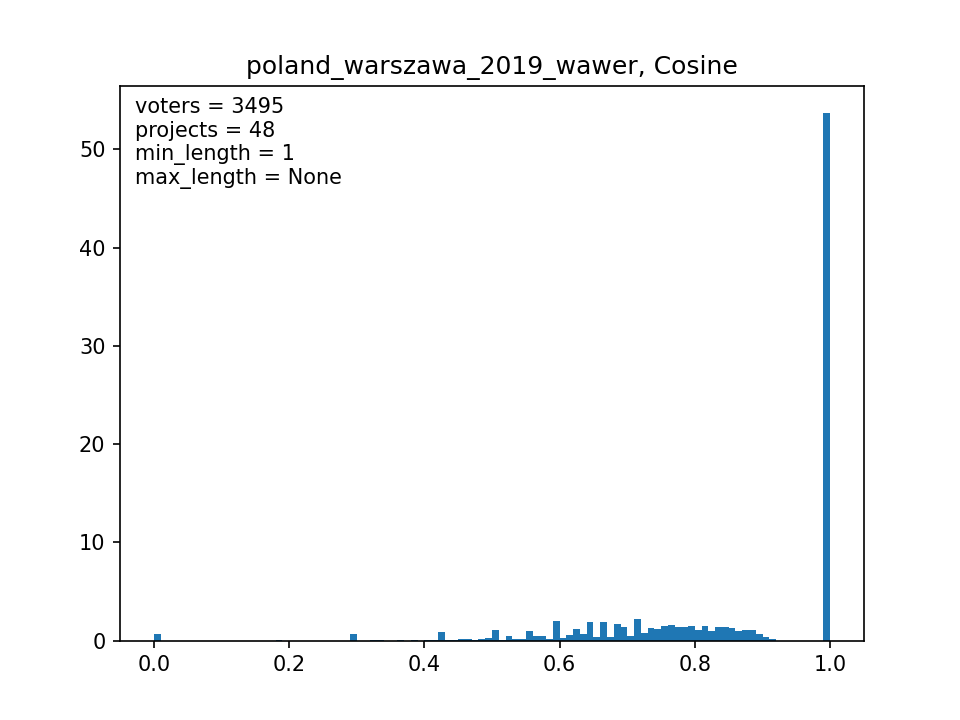 poland_warszawa_2019_wawer, Cosine
voters = 3495
projects = 48
min_length = 1
max_length = None
50
40
30
20
10
0
0.0 0.2 0.4 0.6 0.8 1.0